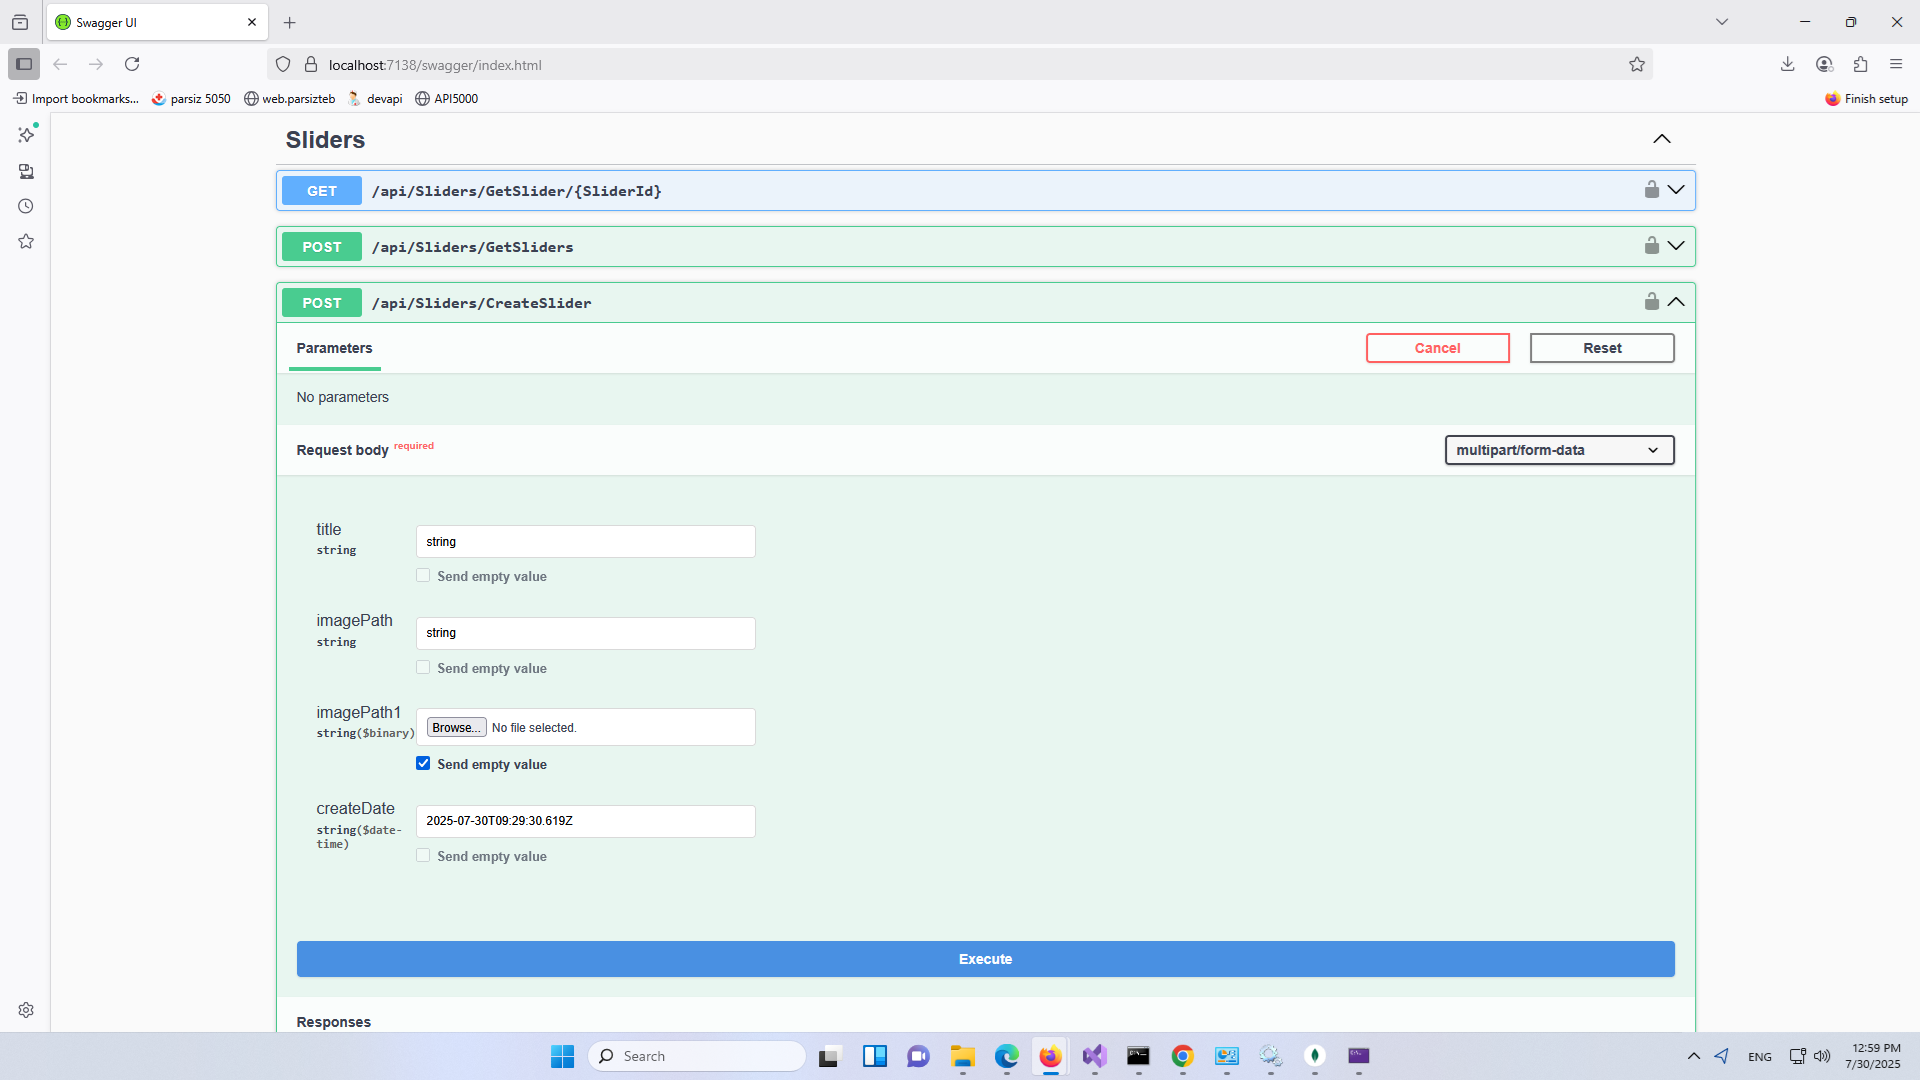 Swagger UI
localhost:7138/swagger/index.html
Import bookmarks... parsiz 5050 web.parsizteb devapi API5000 Finish setup
Sliders
GET /api/Sliders/GetSlider/{SliderId}
POST /api/Sliders/GetSliders
POST /api/Sliders/CreateSlider
Parameters Cancel Reset
No parameters
Request body required multipart/form-data
title
string
string
Send empty value
imagePath
string
string
Send empty value
imagePath1
string($binary)
Browse... No file selected.
Send empty value
createDate
string($date-
time)
2025-07-30T09:29:30.619Z
Send empty value
Execute
Responses
Search
ENG
12:59 PM
7/30/2025